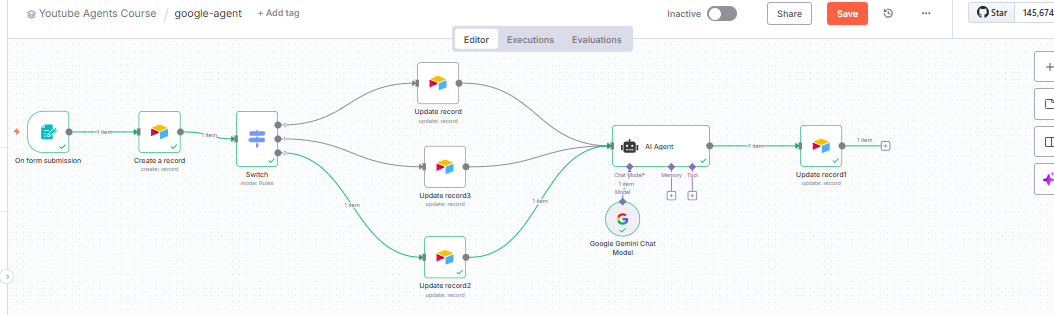 Youtube Agents Course / google-agent + Add tag
Inactive
Share
Save
Star 145,674
Editor
Executions
Evaluations
On form submission
1 item
Create a record
create: record
1 item
Switch
mode: Rules
0
1
2
Update record
update: record
Update record3
update: record
1 item
Update record2
update: record
1 item
AI Agent
Chat Model*
Memory
Tool
1 item
Model
Google Gemini Chat
Model
1 item
Update record1
update: record
1 item